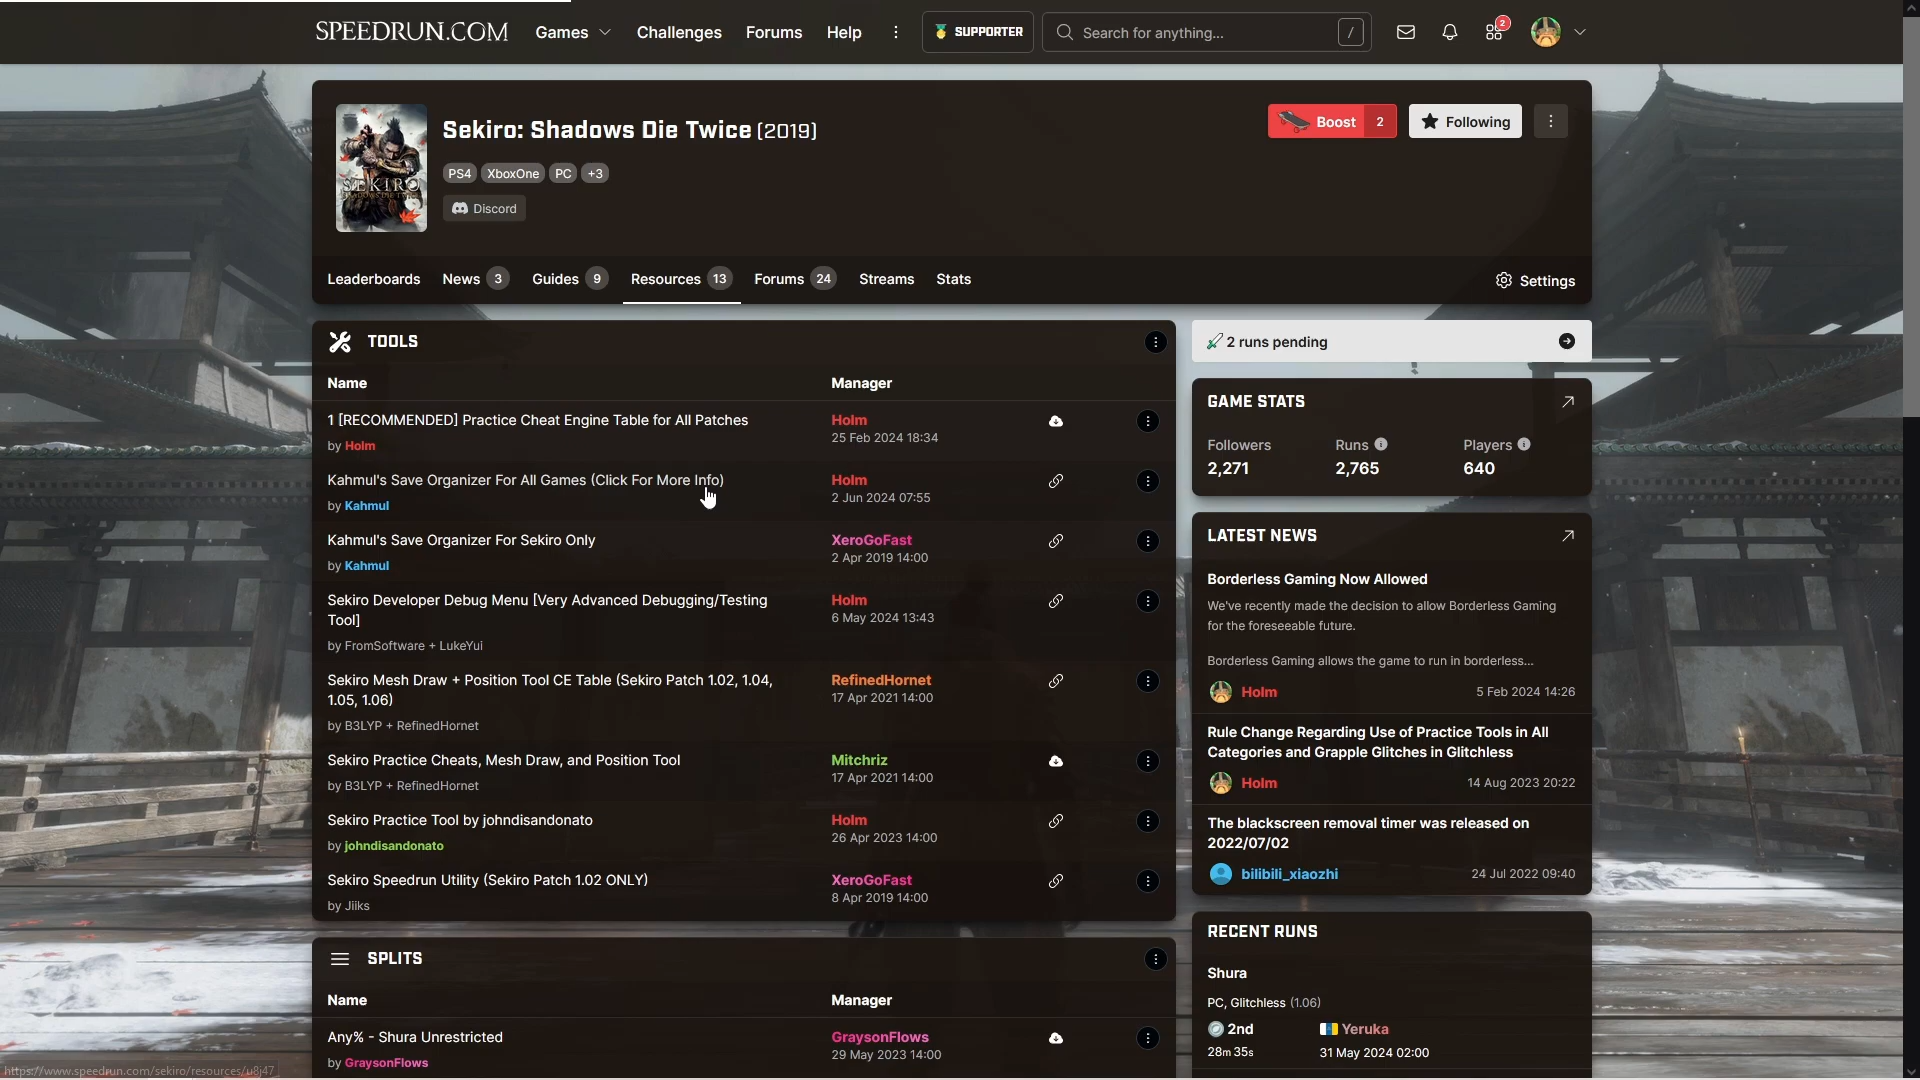 SPEEDRUN.COM Games Challenges Forums Help SUPPORTER Search for anything... / 2
Sekiro: Shadows Die Twice (2019)
Boost 2 Following
SEKIRO
PS4 XboxOne PC +3
Discord
Leaderboards News 3 Guides 9 Resources 13 Forums 24 Streams Stats Settings
TOOLS
Name Manager
1 [RECOMMENDED] Practice Cheat Engine Table for All Patches Holm
by Holm 25 Feb 2024 18:34
Kahmul's Save Organizer For All Games (Click For More Info) Holm
by Kahmul 2 Jun 2024 07:55
Kahmul's Save Organizer For Sekiro Only XeroGoFast
by Kahmul 2 Apr 2019 14:00
Sekiro Developer Debug Menu [Very Advanced Debugging/Testing Holm
Tool] 6 May 2024 13:43
by FromSoftware + LukeYui
Sekiro Mesh Draw + Position Tool CE Table (Sekiro Patch 1.02, 1.04, RefinedHornet
1.05, 1.06) 17 Apr 2021 14:00
by B3LYP + RefinedHornet
Sekiro Practice Cheats, Mesh Draw, and Position Tool Mitchriz
by B3LYP + RefinedHornet 17 Apr 2021 14:00
Sekiro Practice Tool by johndisandonato Holm
by johndisandonato 26 Apr 2023 14:00
Sekiro Speedrun Utility (Sekiro Patch 1.02 ONLY) XeroGoFast
by Jiiks 8 Apr 2019 14:00
SPLITS
Name Manager
Any% - Shura Unrestricted GraysonFlows
by GraysonFlows 29 May 2023 14:00
2 runs pending
GAME STATS
Followers Runs Players
2,271 2,765 640
LATEST NEWS
Borderless Gaming Now Allowed
We've recently made the decision to allow Borderless Gaming
for the foreseeable future.
Borderless Gaming allows the game to run in borderless...
Holm 5 Feb 2024 14:26
Rule Change Regarding Use of Practice Tools in All
Categories and Grapple Glitches in Glitchless
Holm 14 Aug 2023 20:22
The blackscreen removal timer was released on
2022/07/02
bilibili_xiaozhi 24 Jul 2022 09:40
RECENT RUNS
Shura
PC, Glitchless (1.06)
2nd Yeruka
28m 35s 31 May 2024 02:00
https://www.speedrun.com/sekiro/resources/u8j47